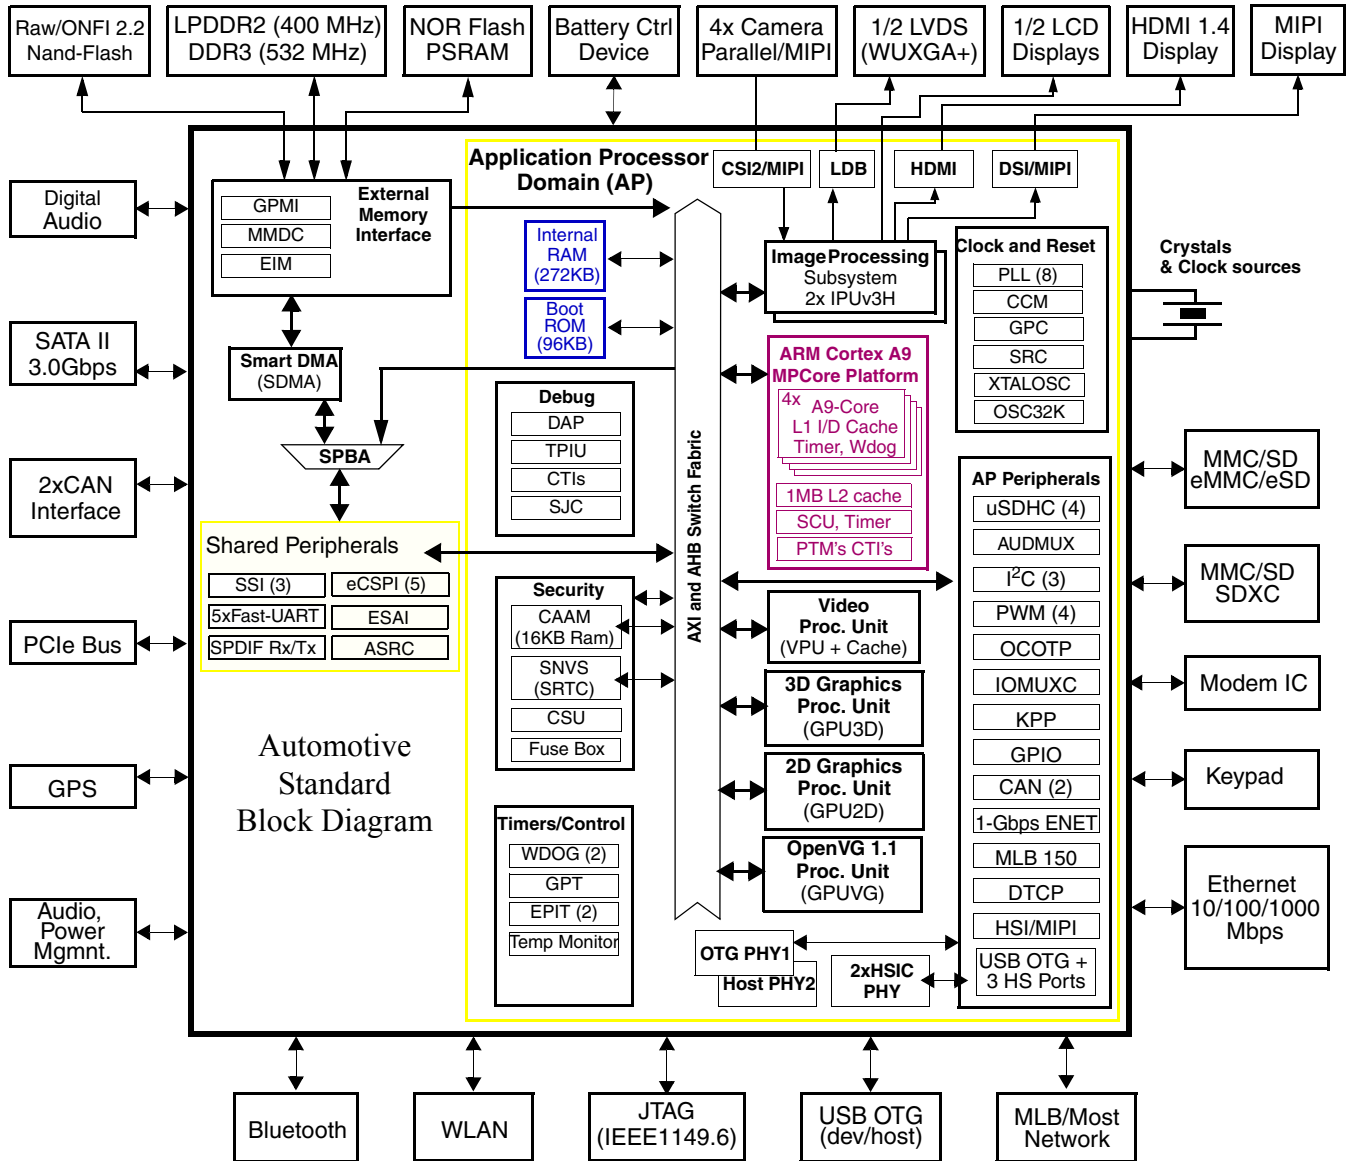 Raw/ONFI 2.2
Nand-Flash
LPDDR2 (400 MHz)
DDR3 (532 MHz)
NOR Flash
PSRAM
Battery Ctrl
Device
4x Camera
Parallel/MIPI
1/2 LVDS
(WUXGA+)
1/2 LCD
Displays
HDMI 1.4
Display
MIPI
Display
Digital
Audio
SATA II
3.0Gbps
2xCAN
Interface
PCIe Bus
GPS
Audio,
Power
Mgmnt.
External
Memory
Interface
GPMI
MMDC
EIM
Smart DMA
(SDMA)
SPBA
Shared Peripherals
SSI (3)
eCSPI (5)
5xFast-UART
ESAI
SPDIF Rx/Tx
ASRC
Automotive
Standard
Block Diagram
Application Processor
Domain (AP)
Internal
RAM
(272KB)
Boot
ROM
(96KB)
Debug
DAP
TPIU
CTIs
SJC
Security
CAAM
(16KB Ram)
SNVS
(SRTC)
CSU
Fuse Box
Timers/Control
WDOG (2)
GPT
EPIT (2)
Temp Monitor
AXI and AHB Switch Fabric
CSI2/MIPI
LDB
HDMI
DSI/MIPI
Image Processing
Subsystem
2x IPUv3H
ARM Cortex A9
MPCore Platform
4x
A9-Core
L1 I/D Cache
Timer, Wdog
1MB L2 cache
SCU, Timer
PTM's CTI's
Video
Proc. Unit
(VPU + Cache)
3D Graphics
Proc. Unit
(GPU3D)
2D Graphics
Proc. Unit
(GPU2D)
OpenVG 1.1
Proc. Unit
(GPUVG)
OTG PHY1
Host PHY2
2xHSIC
PHY
Clock and Reset
PLL (8)
CCM
GPC
SRC
XTALOSC
OSC32K
AP Peripherals
uSDHC (4)
AUDMUX
I²C (3)
PWM (4)
OCOTP
IOMUXC
KPP
GPIO
CAN (2)
1-Gbps ENET
MLB 150
DTCP
HSI/MIPI
USB OTG +
3 HS Ports
Crystals
& Clock sources
MMC/SD
eMMC/eSD
MMC/SD
SDXC
Modem IC
Keypad
Ethernet
10/100/1000
Mbps
Bluetooth
WLAN
JTAG
(IEEE1149.6)
USB OTG
(dev/host)
MLB/Most
Network